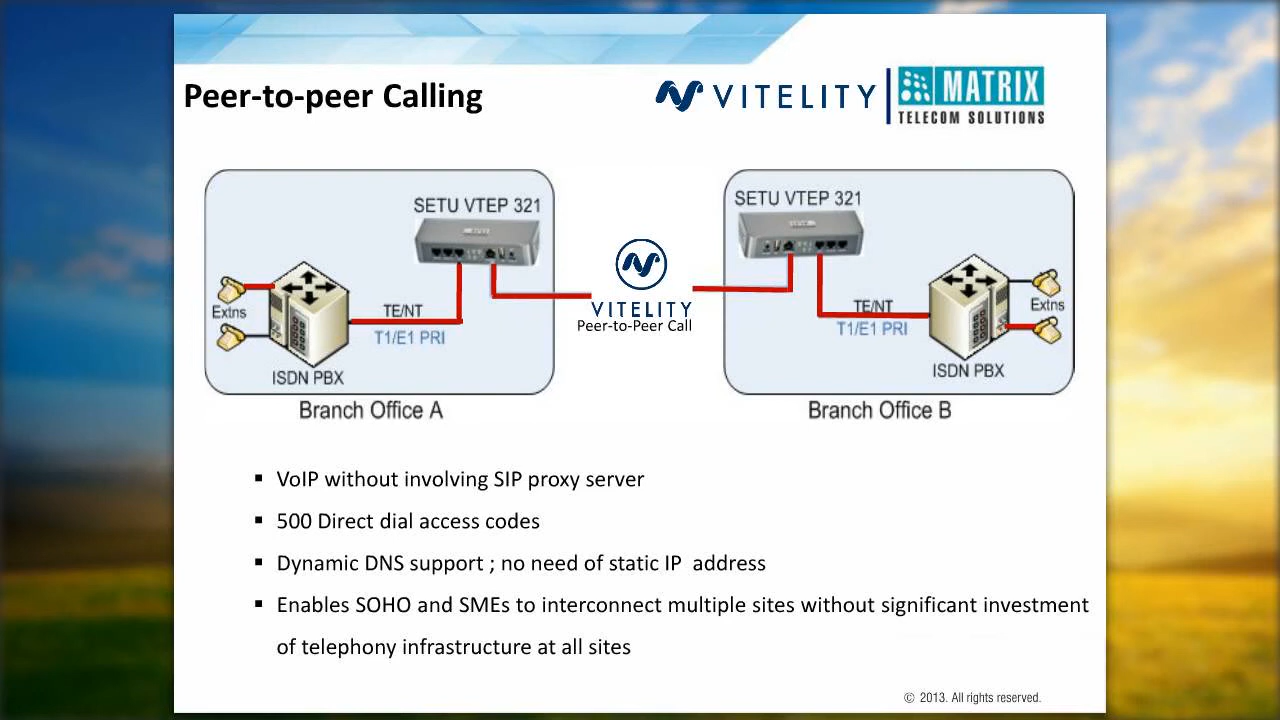 Peer-to-peer Calling
VITELITY
MATRIX
TELECOM SOLUTIONS
SETU VTEP 321
Extns
TE/NT
T1/E1 PRI
ISDN PBX
Branch Office A
VITELITY
Peer-to-Peer Call
SETU VTEP 321
TE/NT
T1/E1 PRI
Extns
ISDN PBX
Branch Office B
▪ VoIP without involving SIP proxy server
▪ 500 Direct dial access codes
▪ Dynamic DNS support ; no need of static IP address
▪ Enables SOHO and SMEs to interconnect multiple sites without significant investment
of telephony infrastructure at all sites
© 2013. All rights reserved.